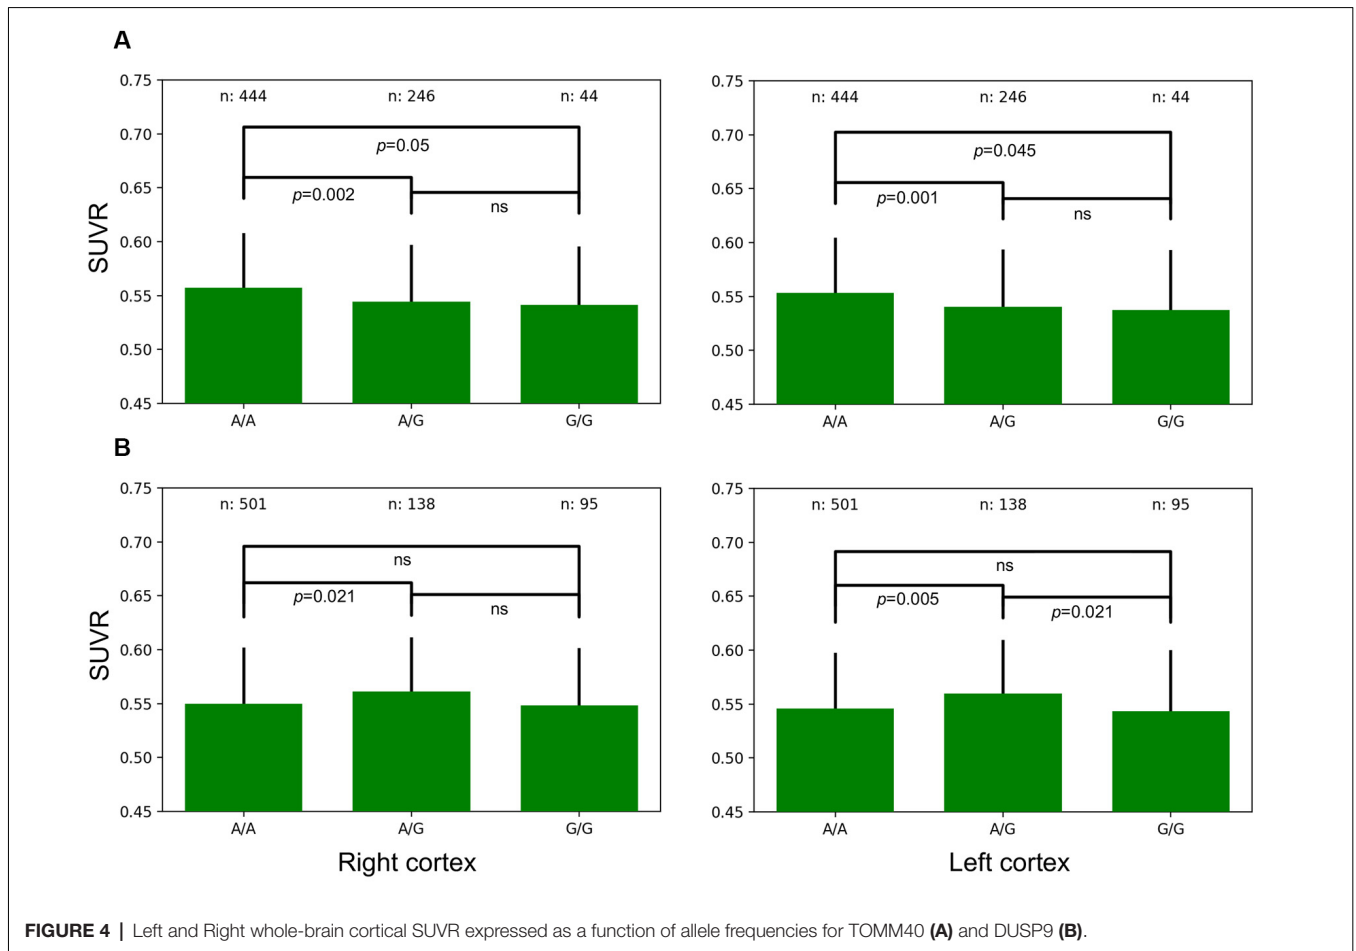 A
0.75
0.70
0.65
0.60
0.55
0.50
0.45
SUVR
n: 444 n: 246 n: 44
p=0.05
p=0.002
ns
A/A A/G G/G
0.75
0.70
0.65
0.60
0.55
0.50
0.45
n: 444 n: 246 n: 44
p=0.045
p=0.001
ns
A/A A/G G/G
B
0.75
0.70
0.65
0.60
0.55
0.50
0.45
SUVR
n: 501 n: 138 n: 95
ns
p=0.021
ns
A/A A/G G/G
Right cortex
0.75
0.70
0.65
0.60
0.55
0.50
0.45
n: 501 n: 138 n: 95
ns
p=0.005
p=0.021
A/A A/G G/G
Left cortex
FIGURE 4 | Left and Right whole-brain cortical SUVR expressed as a function of allele frequencies for TOMM40 (A) and DUSP9 (B).